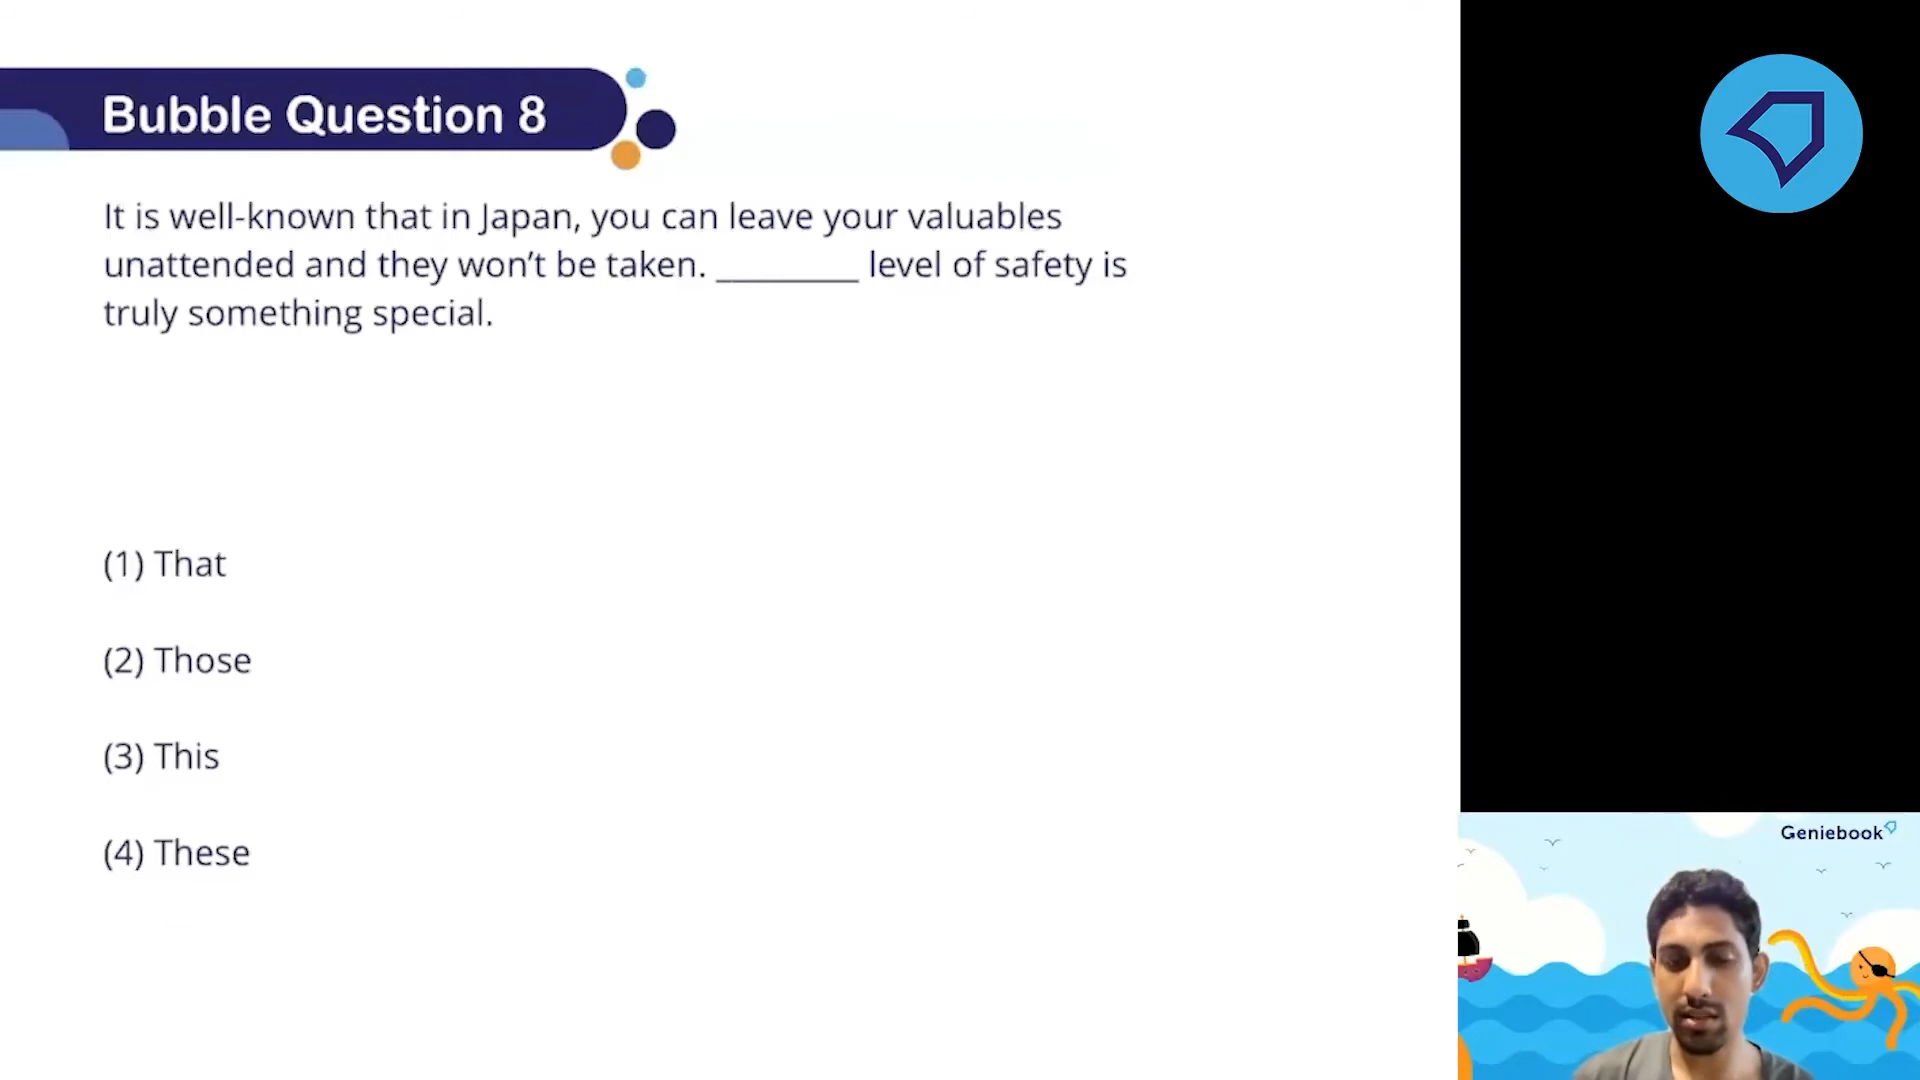 Bubble Question 8
It is well-known that in Japan, you can leave your valuables
unattended and they won’t be taken. ________ level of safety is
truly something special.
(1) That
(2) Those
(3) This
(4) These
Geniebook